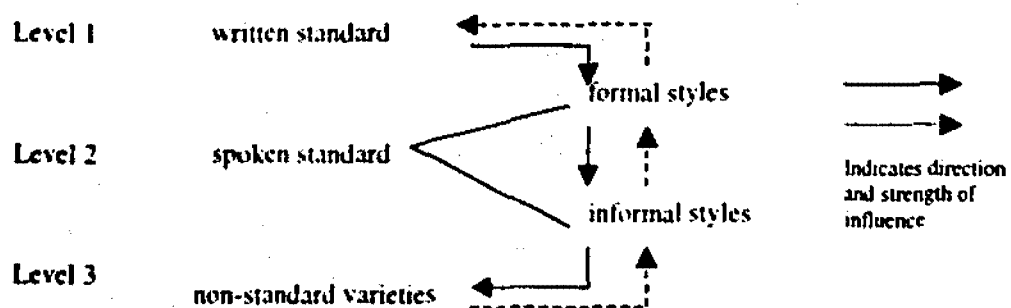 Level 1 written standard
formal styles
Level 2 spoken standard
Indicates direction
and strength of
influence
informal styles
Level 3
non-standard varieties